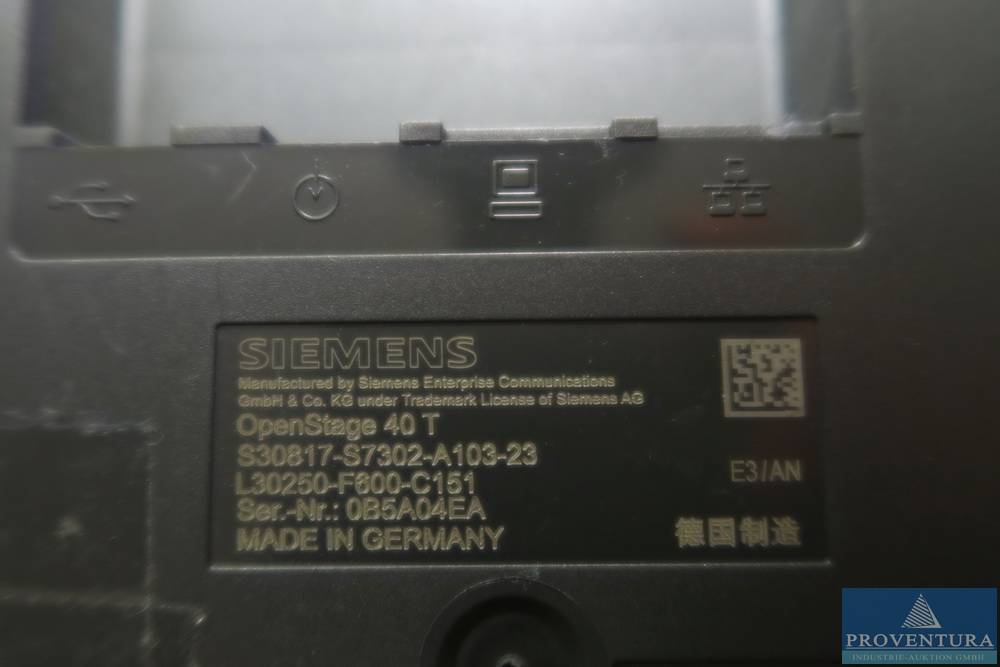 SIEMENS
Manufactured by Siemens Enterprise Communications
GmbH & Co. KG under Trademark License of Siemens AG
OpenStage 40 T
S30817-S7302-A103-23
L30250-F600-C151
Ser.-Nr.: 0B5A04EA
MADE IN GERMANY
E3/AN
德国制造
PROVENTURA
INDUSTRIE-AUKTION GMBH